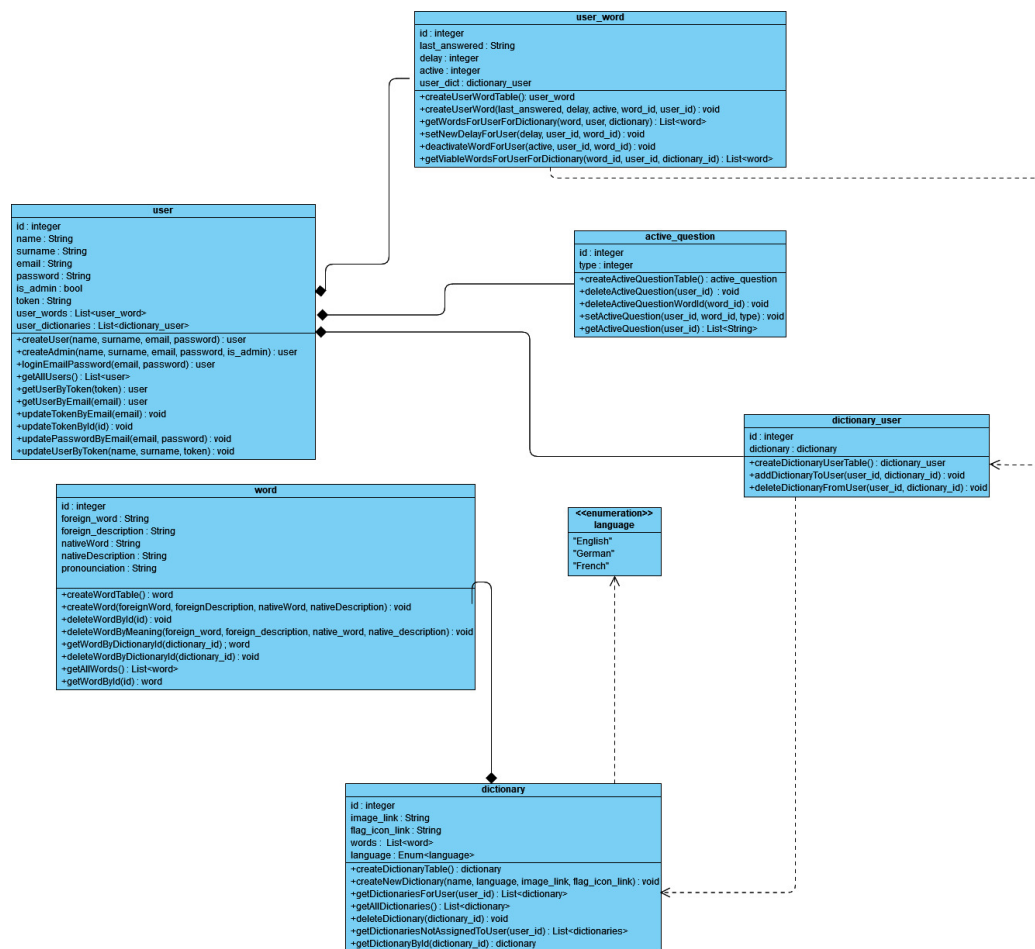 user_word
id : integer
last_answered : String
delay : integer
active : integer
user_dict : dictionary_user
+createUserWordTable(): user_word
+createUserWord(last_answered, delay, active, word_id, user_id) : void
+getWordsForUserForDictionary(word, user, dictionary) : List<word>
+setNewDelayForUser(delay, user_id, word_id) : void
+deactivateWordForUser(active, user_id, word_id) : void
+getViableWordsForUserForDictionary(word_id, user_id, dictionary_id) : List<word>
user
id : integer
name : String
surname : String
email : String
password : String
is_admin : bool
token : String
user_words : List<user_word>
user_dictionaries : List<dictionary_user>
+createUser(name, surname, email, password) : user
+createAdmin(name, surname, email, password, is_admin) : user
+loginEmailPassword(email, password) : user
+getAllUsers() : List<user>
+getUserByToken(token) : user
+getUserByEmail(email) : user
+updateTokenByEmail(email) : void
+updateTokenById(id) : void
+updatePasswordByEmail(email, password) : void
+updateUserByToken(name, surname, token) : void
active_question
id : integer
type : integer
+createActiveQuestionTable() : active_question
+deleteActiveQuestion(user_id) : void
+deleteActiveQuestionWordId(word_id) : void
+setActiveQuestion(user_id, word_id, type) : void
+getActiveQuestion(user_id) : List<String>
dictionary_user
id : integer
dictionary : dictionary
+createDictionaryUserTable() : dictionary_user
+addDictionaryToUser(user_id, dictionary_id) : void
+deleteDictionaryFromUser(user_id, dictionary_id) : void
word
id : integer
foreign_word : String
foreign_description : String
nativeWord : String
nativeDescription : String
pronounciation : String
+createWordTable() : word
+createWord(foreignWord, foreignDescription, nativeWord, nativeDescription) : void
+deleteWordById(id) : void
+deleteWordByMeaning(foreign_word, foreign_description, native_word, native_description) : void
+getWordByDictionaryId(dictionary_id) ; word
+deleteWordByDictionaryId(dictionary_id) : void
+getAllWords() : List<word>
+getWordById(id) : word
<<enumeration>>
language
"English"
"German"
"French"
dictionary
id : integer
image_link : String
flag_icon_link : String
words : List<word>
language : Enum<language>
+createDictionaryTable() : dictionary
+createNewDictionary(name, language, image_link, flag_icon_link) : void
+getDictionariesForUser(user_id) : List<dictionary>
+getAllDictionaries() : List<dictionary>
+deleteDictionary(dictionary_id) : void
+getDictionariesNotAssignedToUser(user_id) : List<dictionaries>
+getDictionaryById(dictionary_id) : dictionary